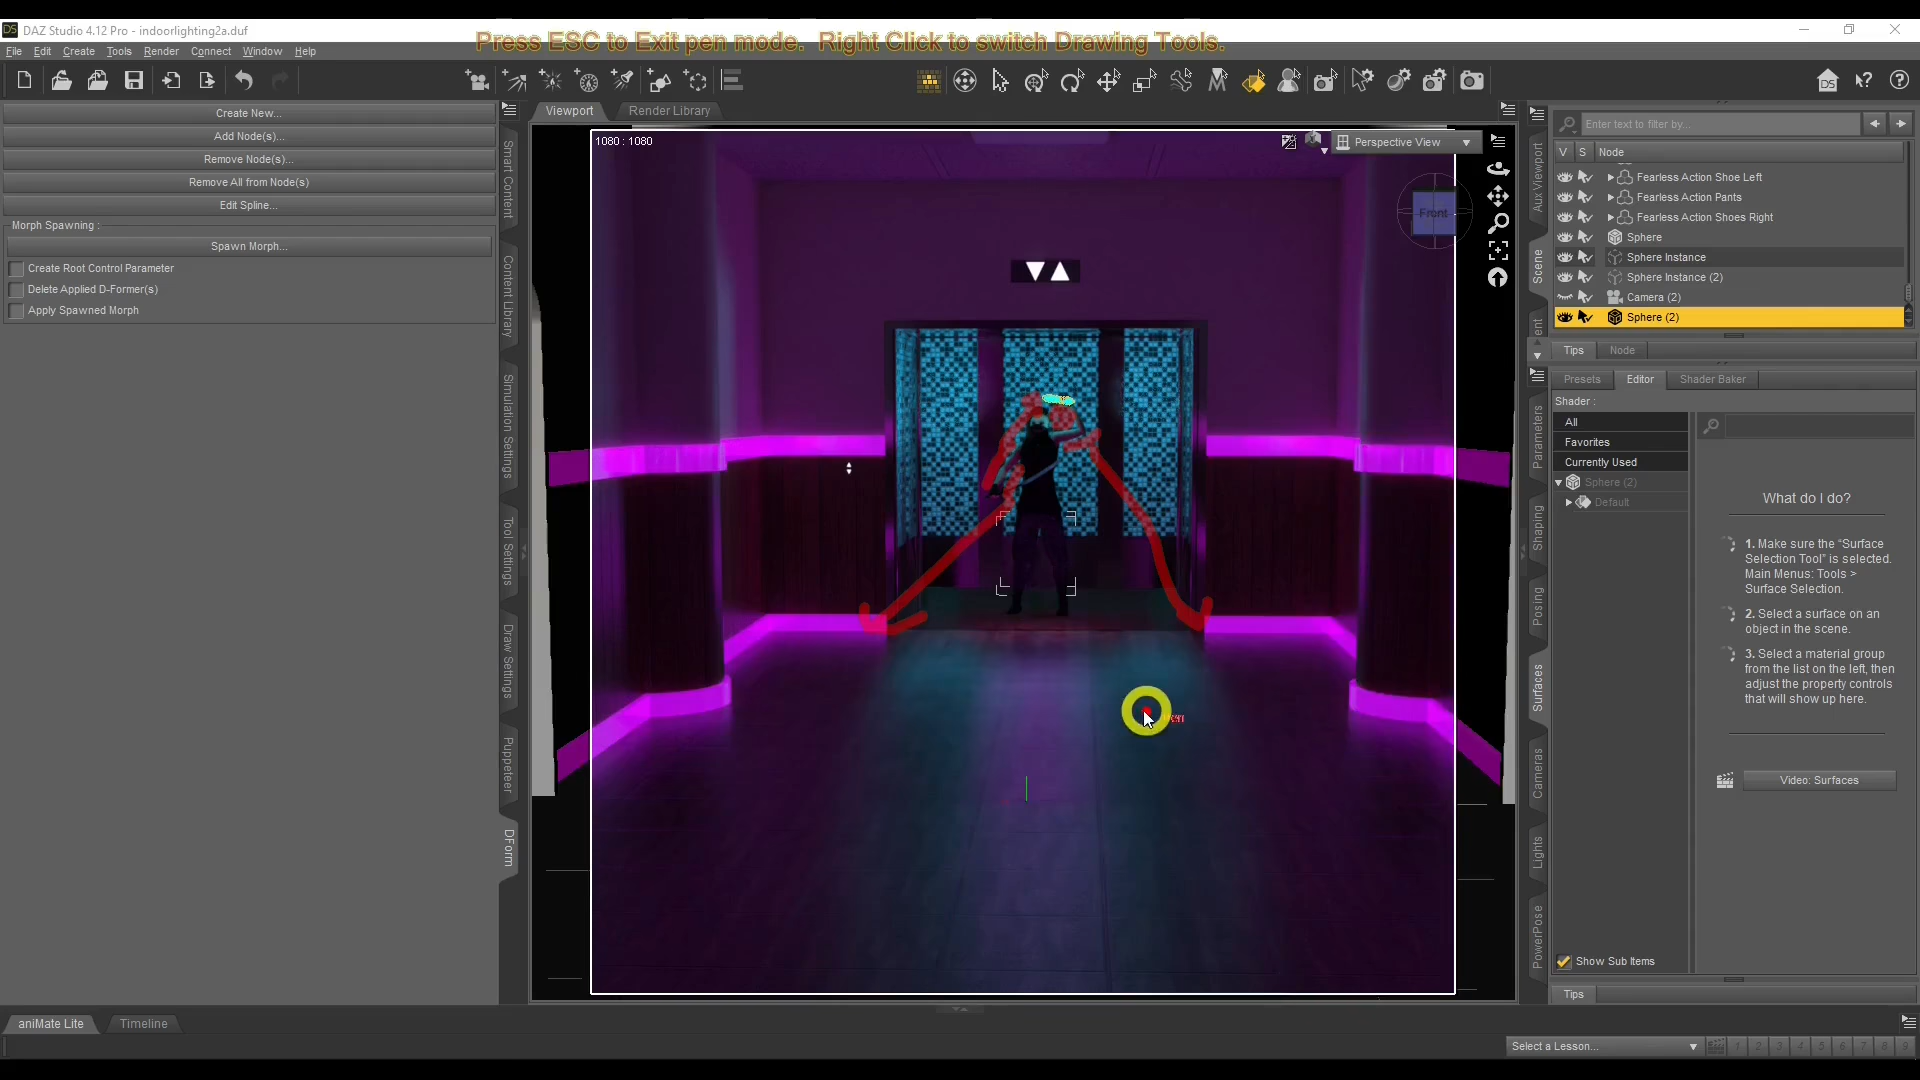 DAZ Studio 4.12 Pro - indoorlighting2a.duf
Press ESC to Exit pen mode.  Right Click to switch Drawing Tools.
File Edit Create Tools Render Connect Window Help
Create New...
Add Node(s)...
Remove Node(s)...
Remove All from Node(s)
Edit Spline...
Morph Spawning :
Spawn Morph...
Create Root Control Parameter
Delete Applied D-Former(s)
Apply Spawned Morph
Smart Content
Content Library
Simulation Settings
Tool Settings
Draw Settings
Puppeteer
DForm
Viewport
Render Library
1080 : 1080
Perspective View
Front
Aux Viewport
Scene
Enter text to filter by...
V S Node
Fearless Action Shoe Left
Fearless Action Pants
Fearless Action Shoes Right
Sphere
Sphere Instance
Sphere Instance (2)
Camera (2)
Sphere (2)
Tips
Node
Parameters
Shaping
Posing
Surfaces
Cameras
Lights
PowerPose
Presets
Editor
Shader Baker
Shader :
All
Favorites
Currently Used
Sphere (2)
Default
What do I do?
1. Make sure the "Surface
Selection Tool" is selected.
Main Menus: Tools >
Surface Selection.
2. Select a surface on an
object in the scene.
3. Select a material group
from the list on the left, then
adjust the property controls
that will show up here.
Video: Surfaces
Show Sub Items
Tips
aniMate Lite
Timeline
Select a Lesson...
1 2 3 4 5 6 7 8 9